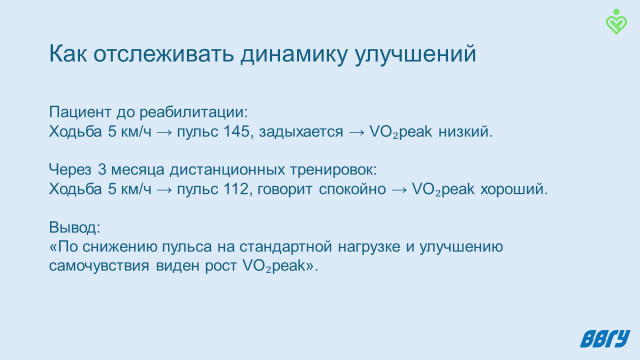 Как отслеживать динамику улучшений
Пациент до реабилитации:
Ходьба 5 км/ч → пульс 145, задыхается → VO₂peak низкий.
Через 3 месяца дистанционных тренировок:
Ходьба 5 км/ч → пульс 112, говорит спокойно → VO₂peak хороший.
Вывод:
«По снижению пульса на стандартной нагрузке и улучшению
самочувствия виден рост VO₂peak».
ВВГУ